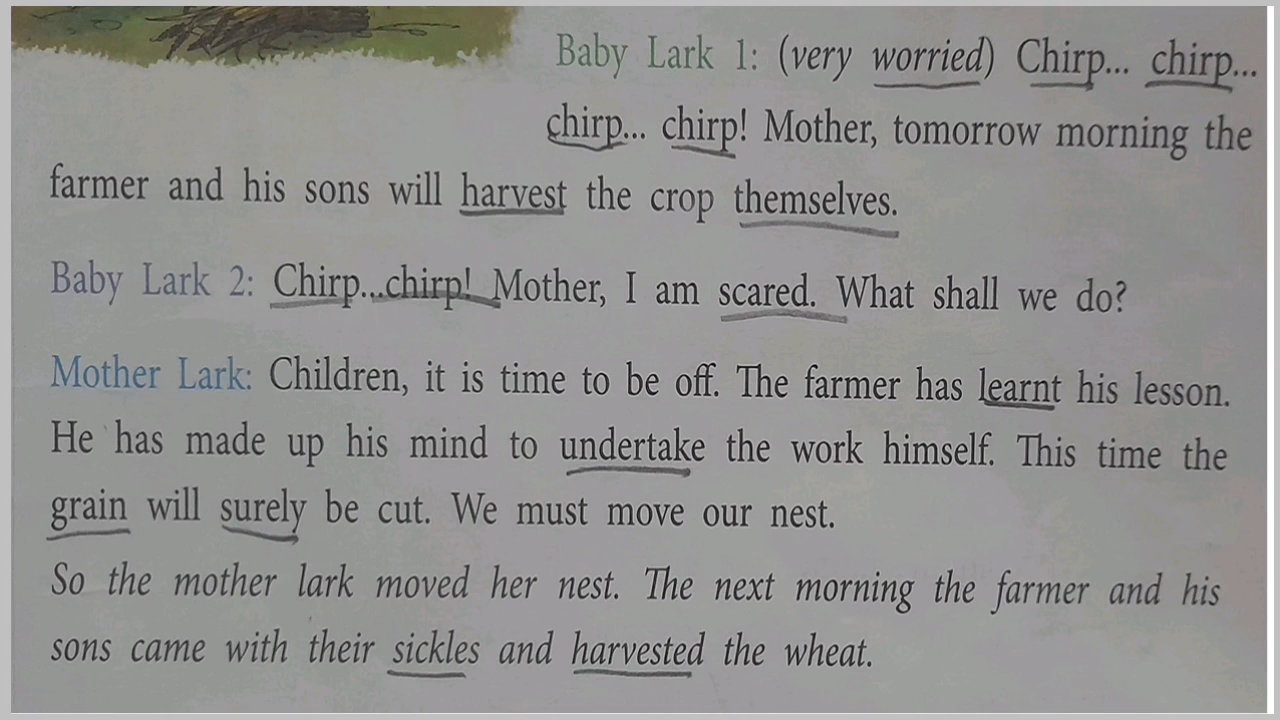 Baby Lark 1: (very worried) Chirp... chirp...
chirp... chirp! Mother, tomorrow morning the
farmer and his sons will harvest the crop themselves.
Baby Lark 2: Chirp...chirp! Mother, I am scared. What shall we do?
Mother Lark: Children, it is time to be off. The farmer has learnt his lesson.
He has made up his mind to undertake the work himself. This time the
grain will surely be cut. We must move our nest.
So the mother lark moved her nest. The next morning the farmer and his
sons came with their sickles and harvested the wheat.